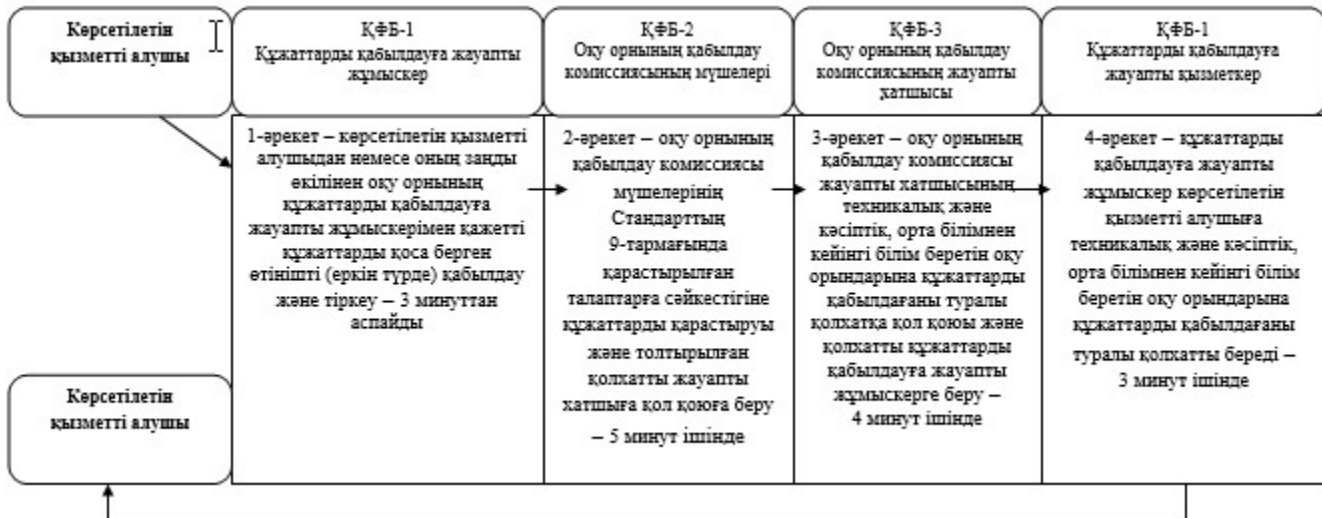 Көрсетілетін
қызметті алушы
ҚФБ-1
Құжаттарды қабылдауға жауапты
жұмыскер
ҚФБ-2
Оқу орнының қабылдау
комиссиясының мүшелері
ҚФБ-3
Оқу орнының қабылдау
комиссиясының жауапты
хатшысы
ҚФБ-1
Құжаттарды қабылдауға
жауапты қызметкер
1-әрекет – көрсетілетін қызметті
алушыдан немесе оның заңды
өкілінен оқу орнының
құжаттарды қабылдауға
жауапты жұмыскерімен қажетті
құжаттарды қоса берген
өтінішті (еркін түрде) қабылдау
және тіркеу – 3 минуттан
аспайды
2-әрекет – оқу орнының
қабылдау комиссиясы
мүшелерінің
Стандарттың
9-тармағында
қарастырылған
талаптарға сәйкестігіне
құжаттарды қарастыруы
және толтырылған
қолхатты жауапты
хатшыға қол қоюға беру
– 5 минут ішінде
3-әрекет – оқу орнының
қабылдау комиссиясы
жауапты хатшысының
техникалық және
кәсіптік, орта білімнен
кейінгі білім беретін оқу
орындарына құжаттарды
қабылдағаны туралы
қолхатқа қол қоюы және
қолхатты құжаттарды
қабылдауға жауапты
жұмыскерге беру –
4 минут ішінде
4-әрекет – құжаттарды
қабылдауға жауапты
жұмыскер көрсетілетін
қызметті алушыға
техникалық және кәсіптік,
орта білімнен кейінгі білім
беретін оқу орындарына
құжаттарды қабылдағаны
туралы қолхатты береді –
3 минут ішінде
Көрсетілетін
қызметті алушы